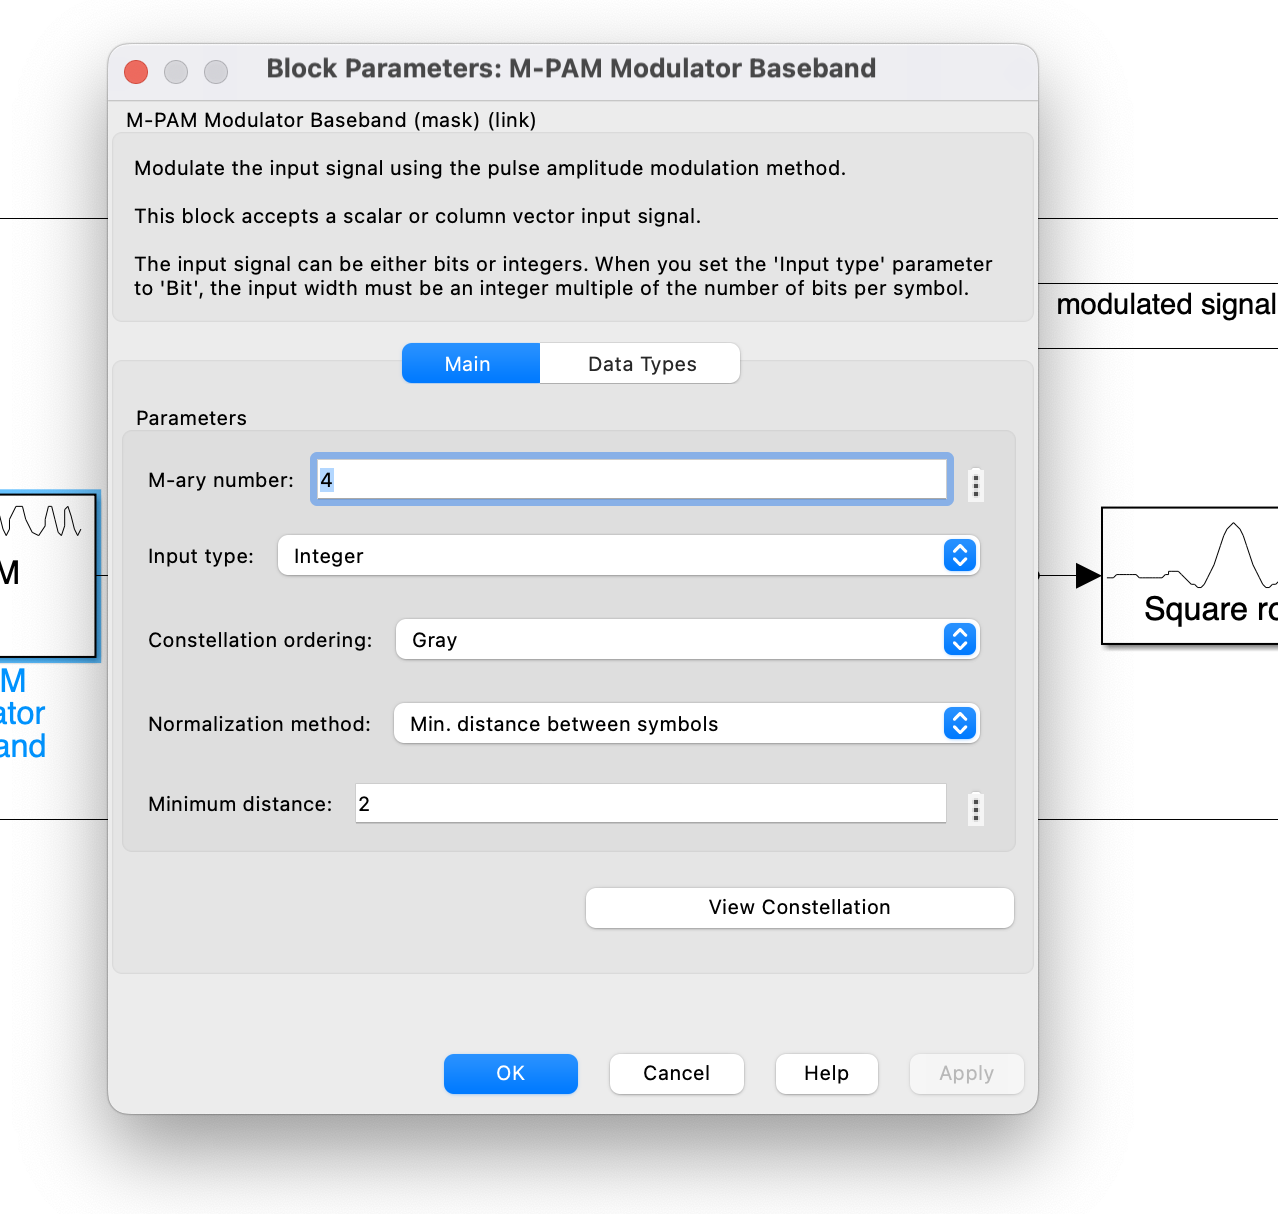 Block Parameters: M-PAM Modulator Baseband
M-PAM Modulator Baseband (mask) (link)
Modulate the input signal using the pulse amplitude modulation method.
This block accepts a scalar or column vector input signal.
The input signal can be either bits or integers. When you set the 'Input type' parameter
to 'Bit', the input width must be an integer multiple of the number of bits per symbol.
modulated signal
Main
Data Types
Parameters
M-ary number: 4
Input type: Integer
M
Square ro
Constellation ordering: Gray
M
ator
and
Normalization method: Min. distance between symbols
Minimum distance: 2
View Constellation
OK
Cancel
Help
Apply